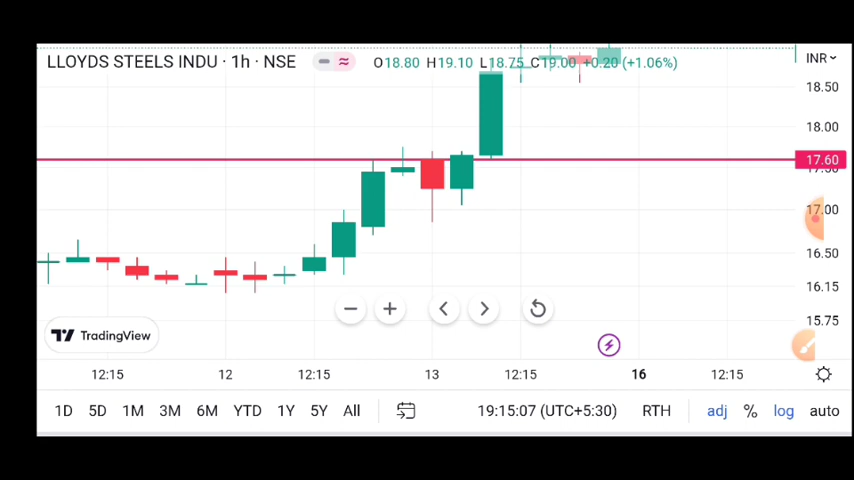 LLOYDS STEELS INDU · 1h · NSE O18.80 H19.10 L18.75 C19.00 +0.20 (+1.06%) INR
18.50
18.00
17.60
17.50
17.00
16.50
16.15
15.75
TradingView
12:15 12 12:15 13 12:15 16 12:15
1D 5D 1M 3M 6M YTD 1Y 5Y All 19:15:07 (UTC+5:30) RTH adj % log auto